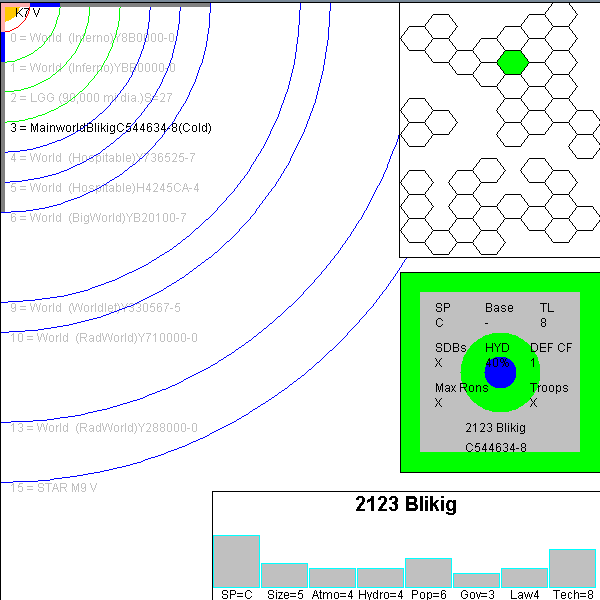 K7 V
0 = World  (Inferno)Y8B0000-0
1 = World  (Inferno)YBB0000-0
2 = LGG (90,000 mi dia.)S=27
3 = MainworldBlikigC544634-8(Cold)
4 = World  (Hospitable)Y736525-7
5 = World  (Hospitable)H4245CA-4
6 = World  (BigWorld)YB20100-7
9 = World  (Worldlet)Y330567-5
10 = World  (RadWorld)Y710000-0
13 = World  (RadWorld)Y288000-0
15 = STAR M9 V
SP Base TL
C - 8
SDBs HYD DEF CF
X 40% 1
Max Rons Troops
X X
2123 Blikig
C544634-8
2123 Blikig
SP=C Size=5 Atmo=4 Hydro=4 Pop=6 Gov=3 Law4 Tech=8